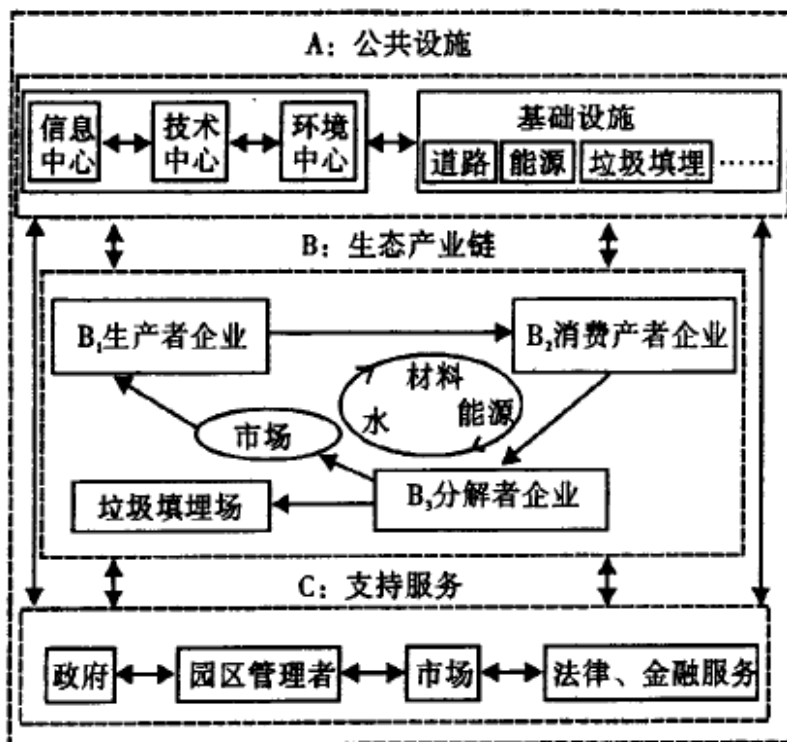 A：公共设施
信息中心
技术中心
环境中心
基础设施
道路 能源 垃圾填埋 ……
B：生态产业链
B₁生产者企业
B₂消费产者企业
材料
水
能源
市场
B₃分解者企业
垃圾填埋场
C：支持服务
政府
园区管理者
市场
法律、金融服务